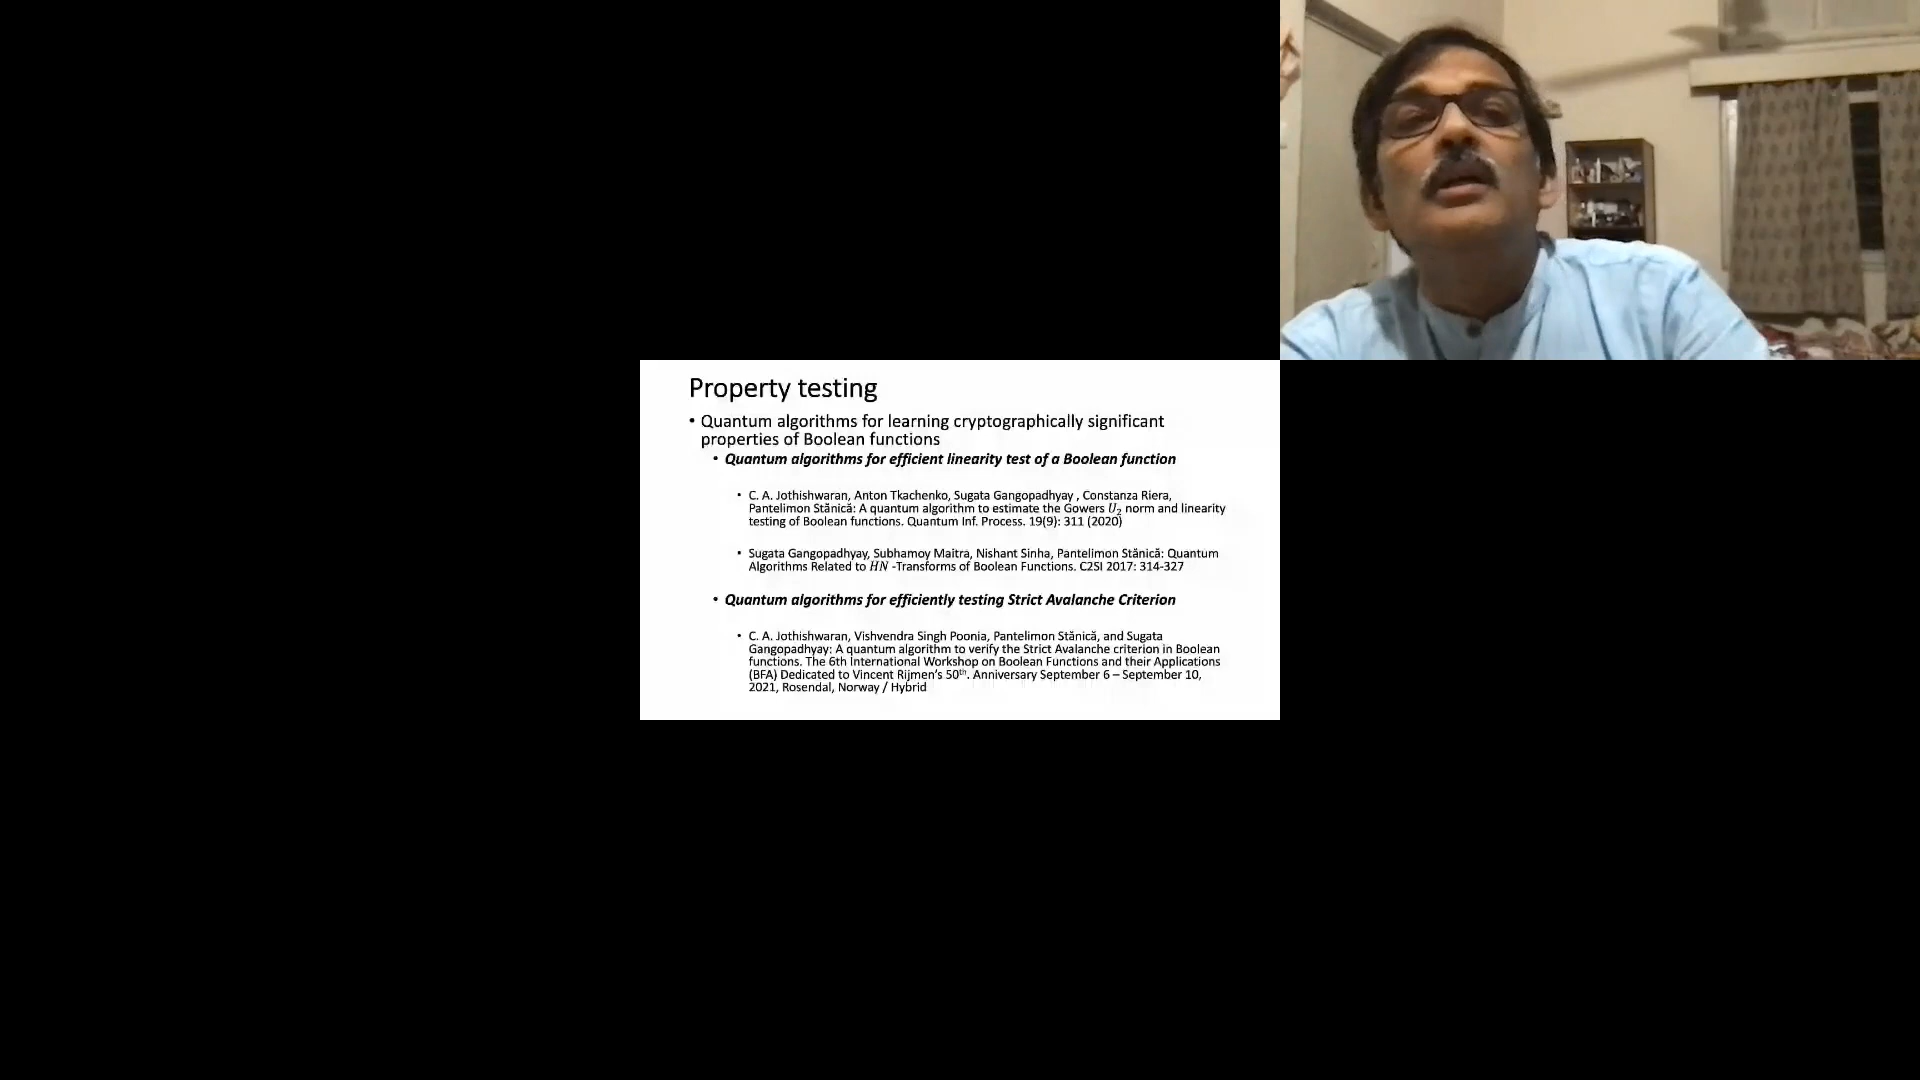 Property testing
• Quantum algorithms for learning cryptographically significant
properties of Boolean functions
• Quantum algorithms for efficient linearity test of a Boolean function
• C. A. Jothishwaran, Anton Tkachenko, Sugata Gangopadhyay , Constanza Riera,
Pantelimon Stănică: A quantum algorithm to estimate the Gowers U₂ norm and linearity
testing of Boolean functions. Quantum Inf. Process. 19(9): 311 (2020)
• Sugata Gangopadhyay, Subhamoy Maitra, Nishant Sinha, Pantelimon Stănică: Quantum
Algorithms Related to HN -Transforms of Boolean Functions. C2SI 2017: 314-327
• Quantum algorithms for efficiently testing Strict Avalanche Criterion
• C. A. Jothishwaran, Vishvendra Singh Poonia, Pantelimon Stănică, and Sugata
Gangopadhyay: A quantum algorithm to verify the Strict Avalanche criterion in Boolean
functions. The 6th International Workshop on Boolean Functions and their Applications
(BFA) Dedicated to Vincent Rijmen's 50th. Anniversary September 6 – September 10,
2021, Rosendal, Norway / Hybrid